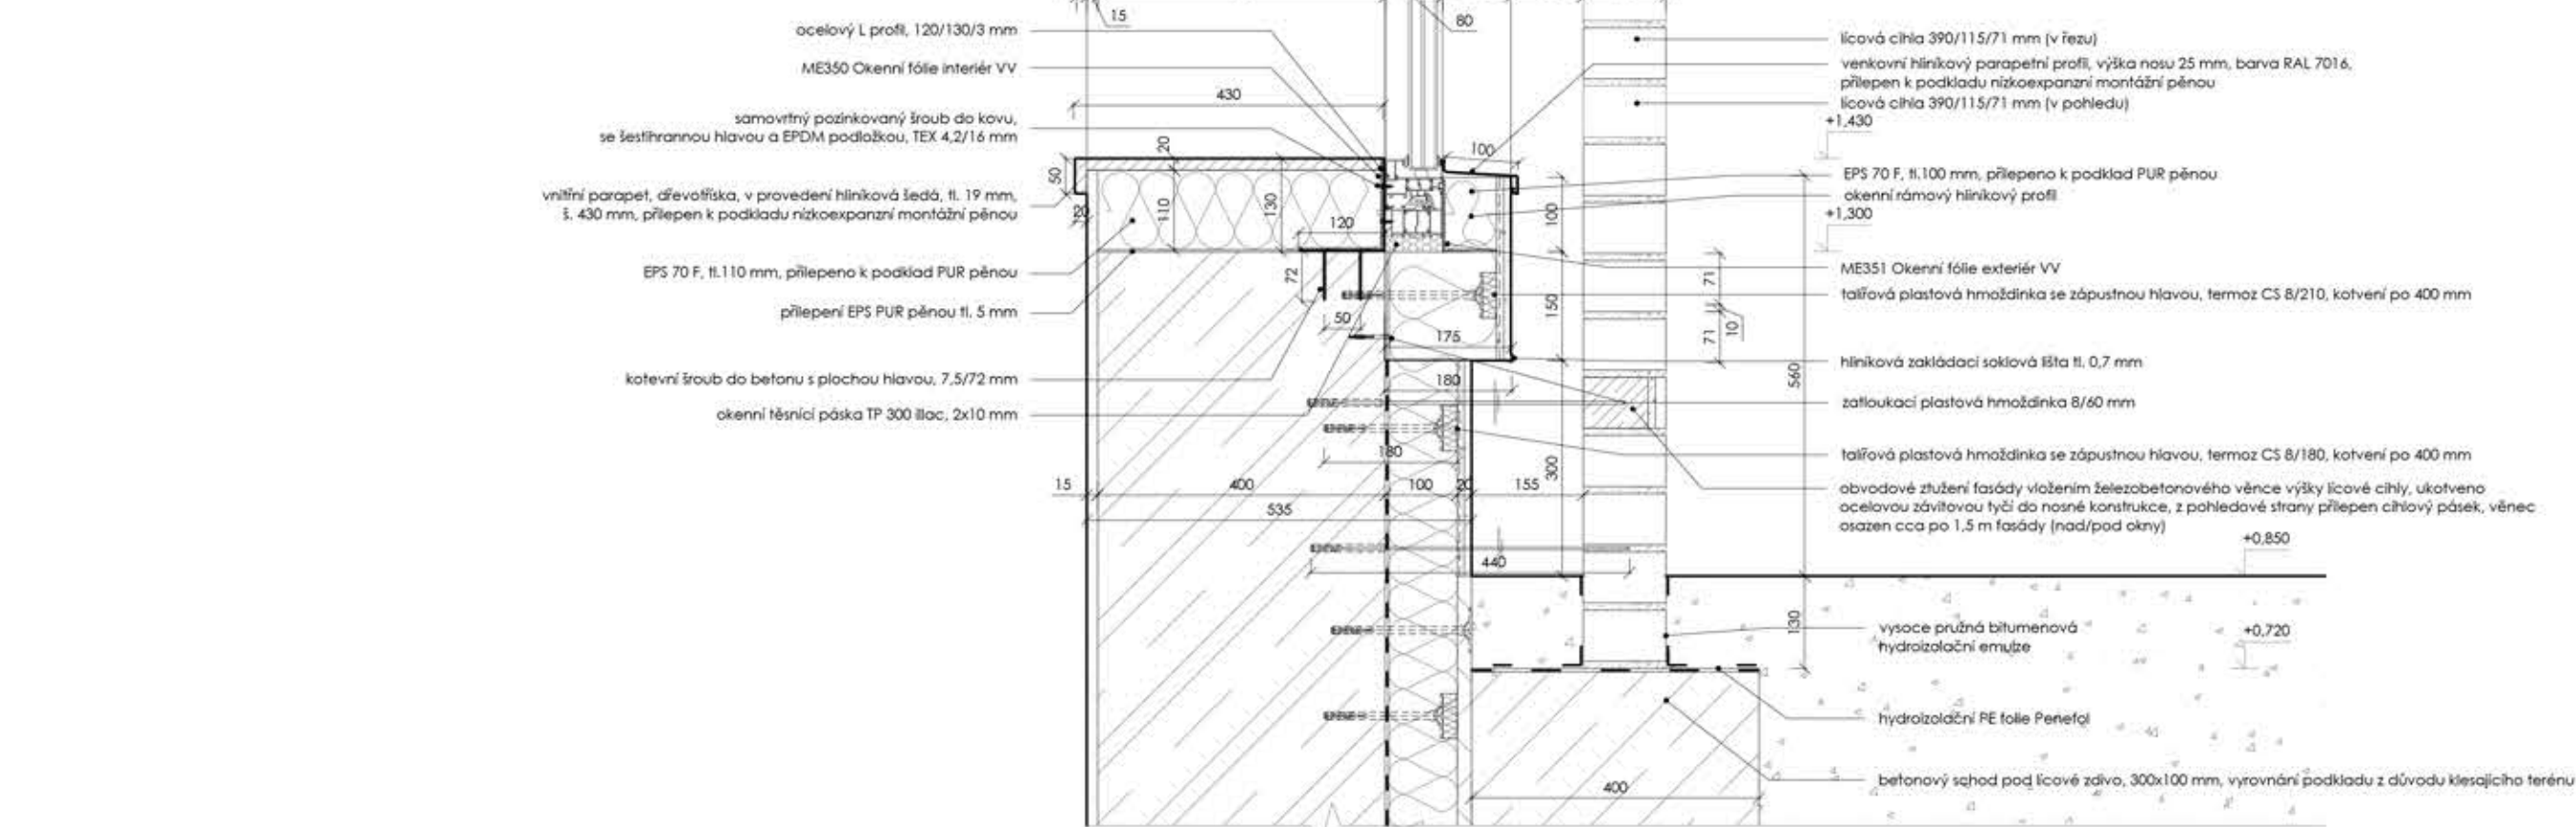 15
80
ocelový L profil, 120/130/3 mm
ME350 Okenní fólie interiér VV
430
samovrtný pozinkovaný šroub do kovu,
se šestihrannou hlavou a EPDM podložkou, TEX 4,2/16 mm
20
100
50
vnitřní parapet, dřevotříska, v provedení hliníková šedá, tl. 19 mm,
š. 430 mm, přilepen k podkladu nízkoexpanzní montážní pěnou
20
110
130
120
100
EPS 70 F, tl.110 mm, přilepeno k podklad PUR pěnou
72
přilepení EPS PUR pěnou tl. 5 mm
50
150
175
kotevní šroub do betonu s plochou hlavou, 7,5/72 mm
180
okenní těsnící páska TP 300 illac, 2x10 mm
180
15
400
100
20
155
300
535
440
400
lícová cihla 390/115/71 mm (v řezu)
venkovní hliníkový parapetní profil, výška nosu 25 mm, barva RAL 7016,
přilepen k podkladu nízkoexpanzní montážní pěnou
lícová cihla 390/115/71 mm (v pohledu)
+1,430
EPS 70 F, tl.100 mm, přilepeno k podklad PUR pěnou
okenní rámový hliníkový profil
+1,300
71
ME351 Okenní fólie exteriér VV
talířová plastová hmoždinka se zápustnou hlavou, termoz CS 8/210, kotvení po 400 mm
71
10
hliníková zakládací soklová lišta tl. 0,7 mm
560
zatloukací plastová hmoždinka 8/60 mm
talířová plastová hmoždinka se zápustnou hlavou, termoz CS 8/180, kotvení po 400 mm
obvodové ztužení fasády vložením železobetonového věnce výšky lícové cihly, ukotveno
ocelovou závitovou tyčí do nosné konstrukce, z pohledové strany přilepen cihlový pásek, věnec
osazen cca po 1,5 m fasády (nad/pod okny)
+0,850
130
vysoce pružná bitumenová
hydroizolační emulze
+0,720
hydroizolační PE folie Penefol
betonový schod pod lícové zdivo, 300x100 mm, vyrovnání podkladu z důvodu klesajícího terénu